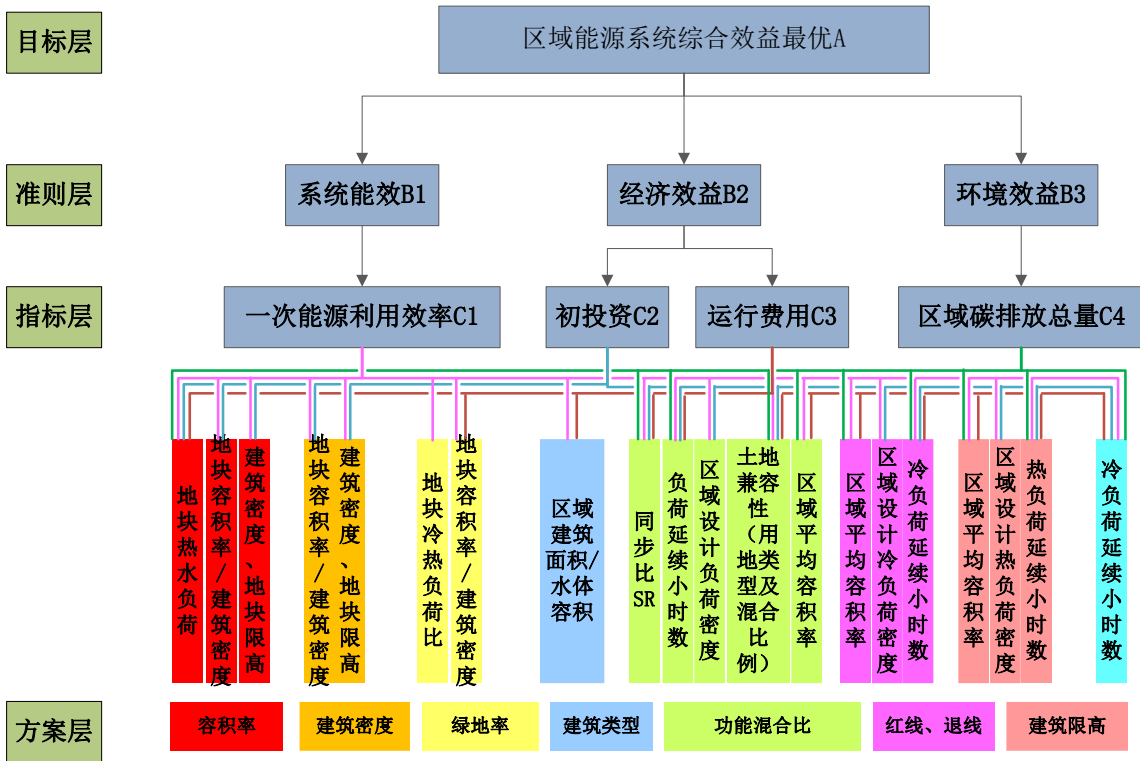 目标层
区域能源系统综合效益最优A
准则层
系统能效B1
经济效益B2
环境效益B3
指标层
一次能源利用效率C1
初投资C2
运行费用C3
区域碳排放总量C4
地块热水负荷
地块容积率/建筑密度
建筑密度、地块限高
地块容积率/建筑密度
建筑密度、地块限高
地块冷热负荷比
地块容积率/建筑密度
区域
建筑
面积/
水体
容积
同步比SR
负荷延续小时数
区域设计负荷密度
土地
兼容
性
（用
地类
型及
混合
比
例）
区域平均容积率
区域平均容积率
区域设计冷负荷密度
冷负荷延续小时数
区域平均容积率
区域设计热负荷密度
热负荷延续小时数
冷负荷延续小时数
方案层
容积率
建筑密度
绿地率
建筑类型
功能混合比
红线、退线
建筑限高